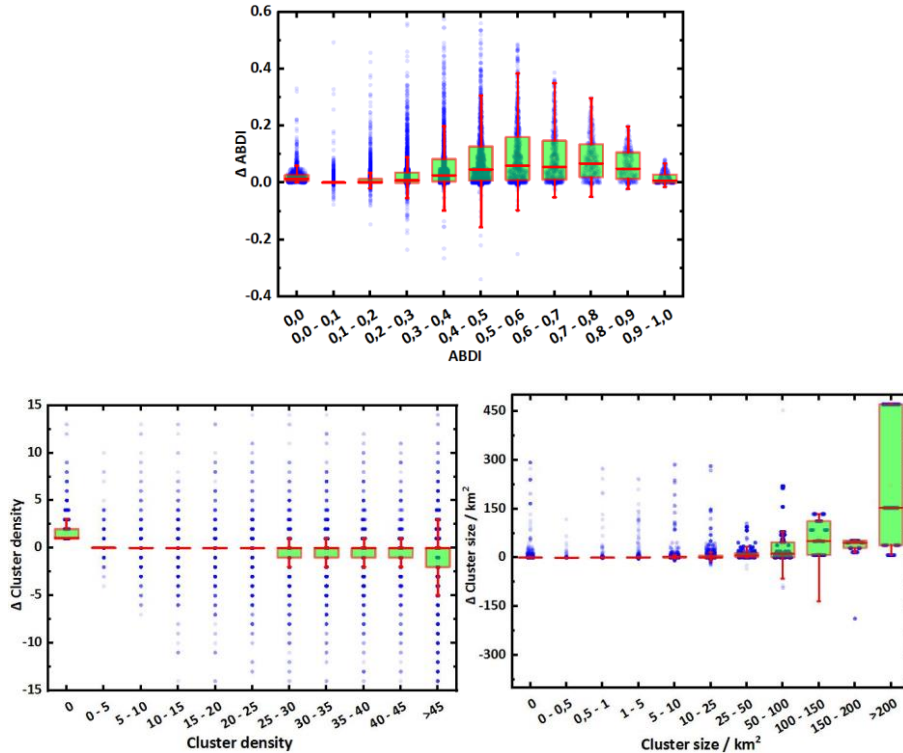 0.6
0.4
0.2
0.0
-0.2
-0.4
Δ ABDI
0,0
0,0 - 0,1
0,1 - 0,2
0,2 - 0,3
0,3 - 0,4
0,4 - 0,5
0,5 - 0,6
0,6 - 0,7
0,7 - 0,8
0,8 - 0,9
0,9 - 1,0
ABDI
15
10
5
0
-5
-10
-15
Δ Cluster density
0
0 - 5
5 - 10
10 - 15
15 - 20
20 - 25
25 - 30
30 - 35
35 - 40
40 - 45
>45
Cluster density
450
300
150
0
-150
-300
Δ Cluster size / km²
0
0 - 0,5
0,5 - 1
1 - 5
5 - 10
10 - 25
25 - 50
50 - 100
100 - 150
150 - 200
>200
Cluster size / km²